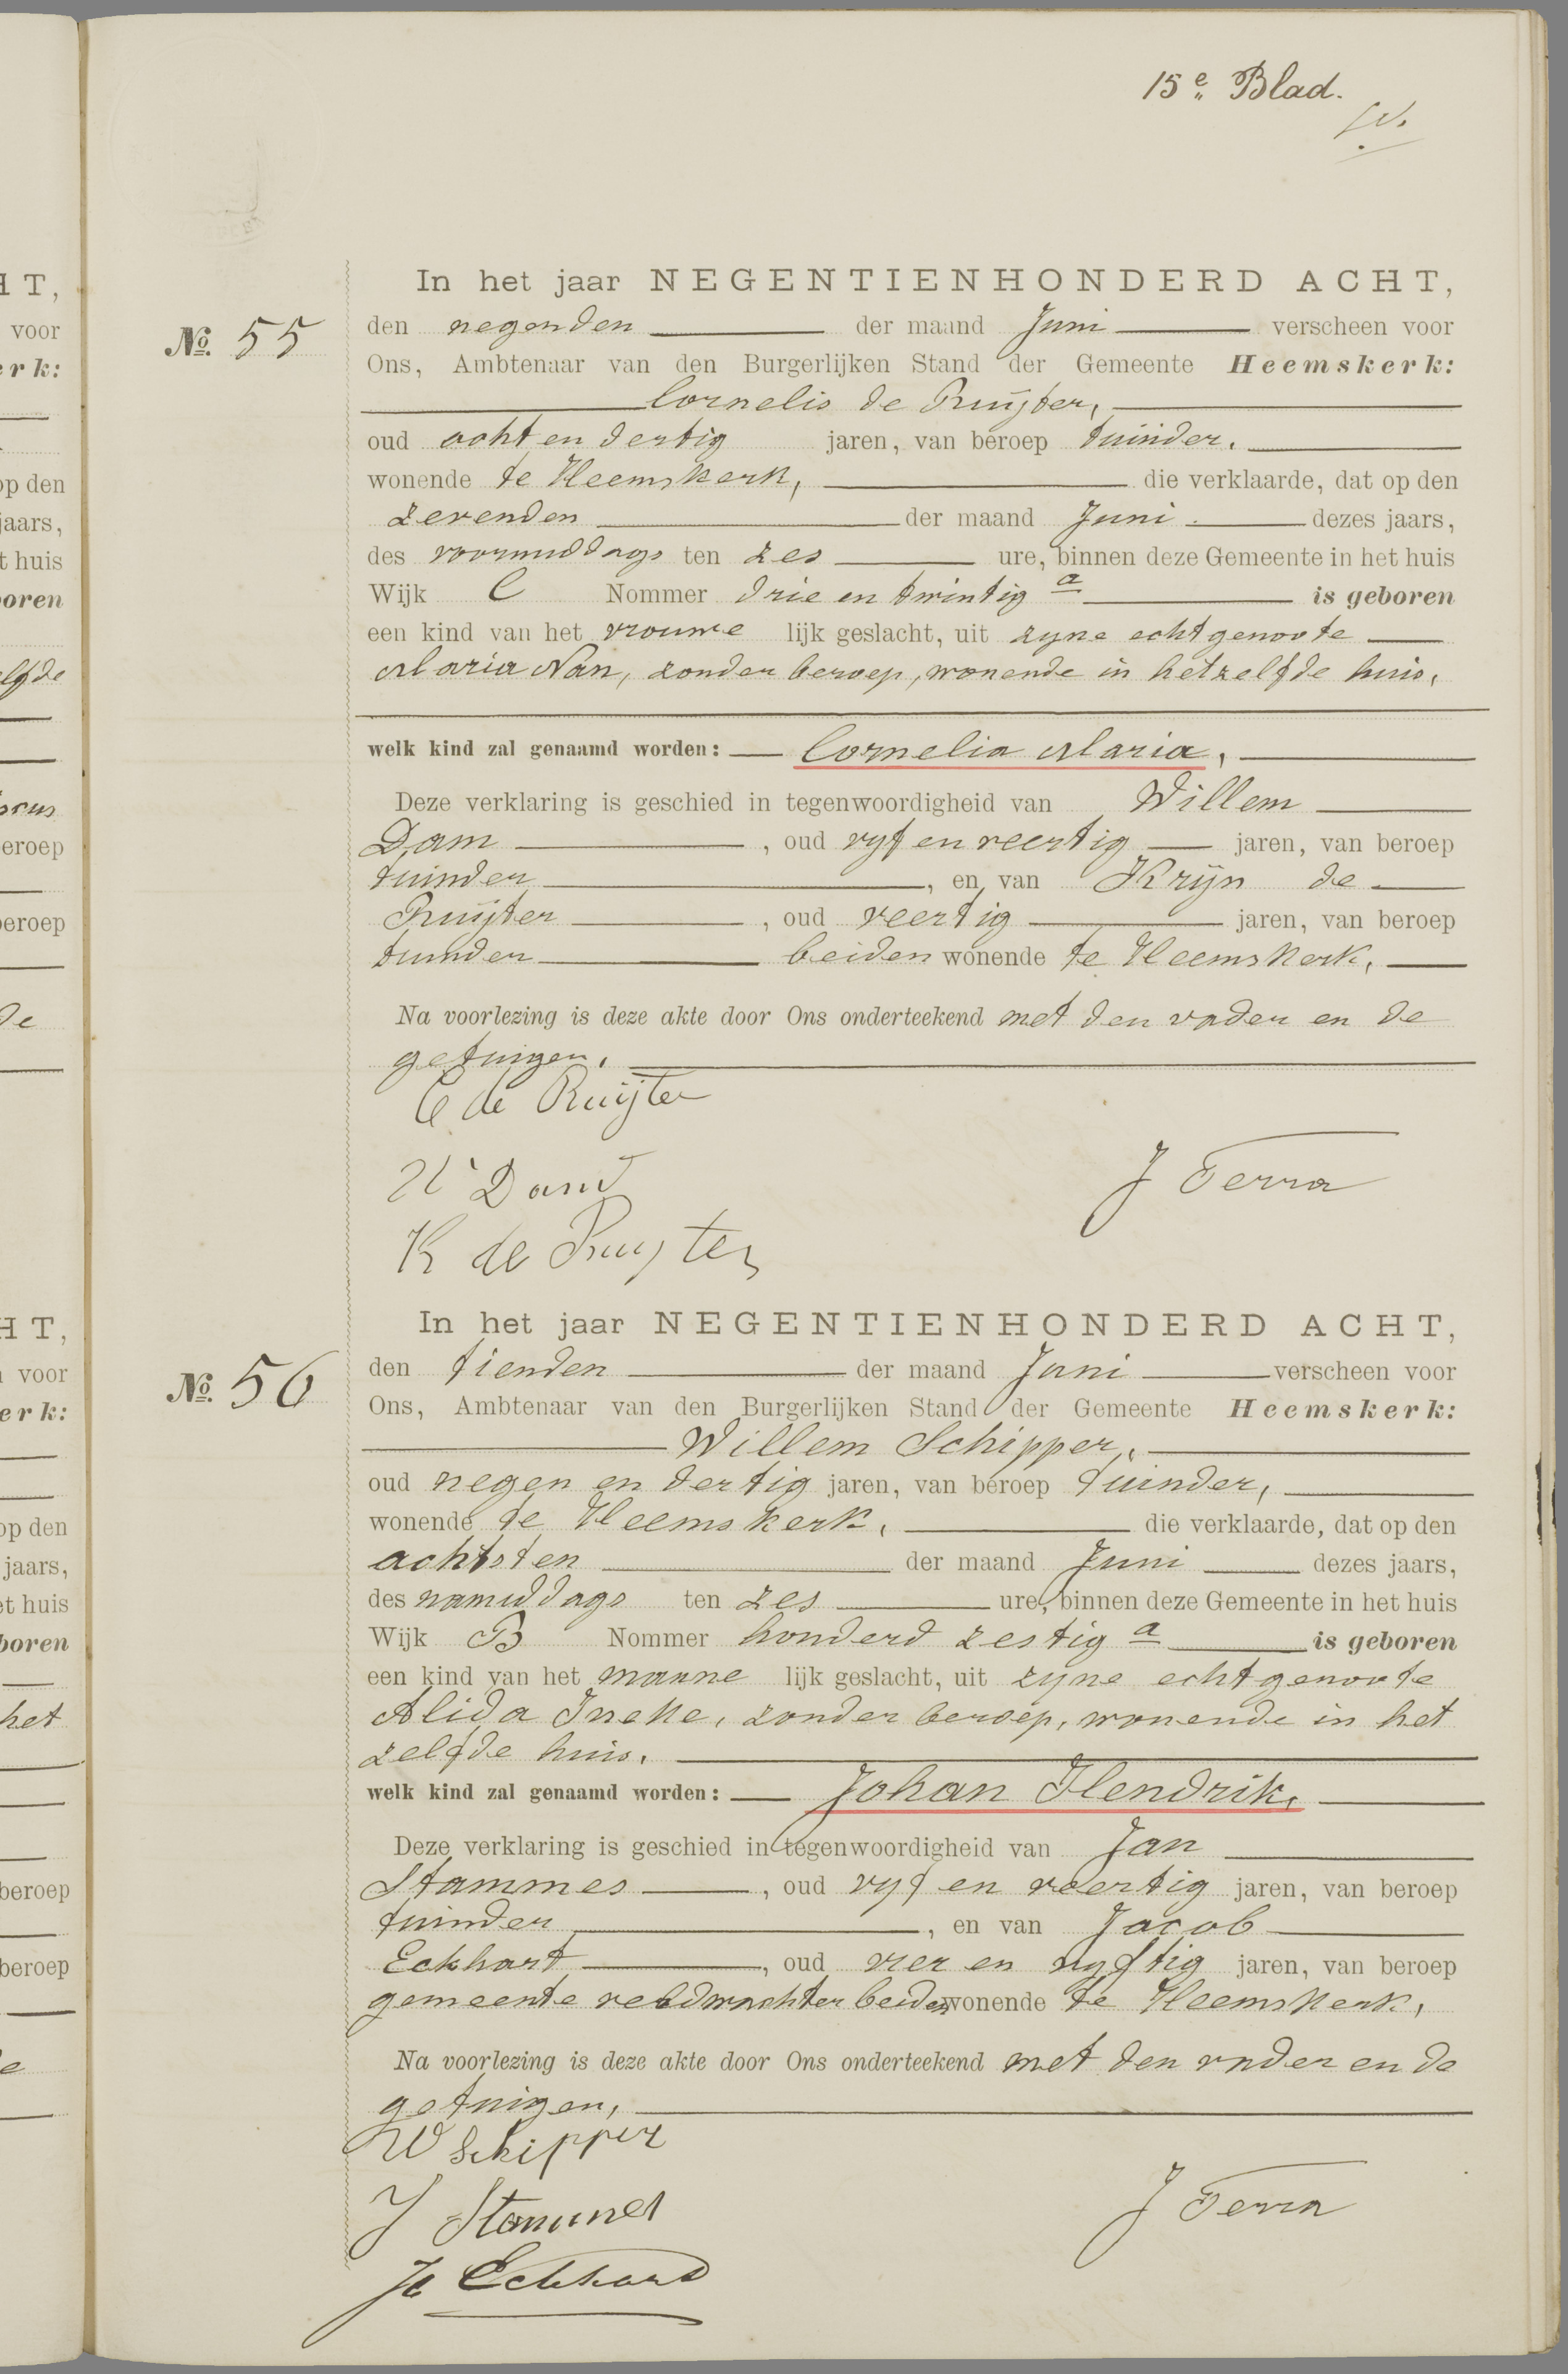 15e Blad.
No. 55
In het jaar NEGENTIENHONDERD ACHT,
den negenden der maand Juni verscheen voor
Ons, Ambtenaar van den Burgerlijken Stand der Gemeente Heemskerk:
Cornelis de Ruijter,
oud acht en dertig jaren, van beroep tuinder,
wonende te Heemskerk, die verklaarde, dat op den
zevenden der maand Juni dezes jaars,
des voormiddags ten zes ure, binnen deze Gemeente in het huis
Wijk C Nommer drie en twintig a is geboren
een kind van het vrouwe lijk geslacht, uit zyne echtgenoote
Maria Nan, zonder beroep, wonende in hetzelfde huis,
welk kind zal genaamd worden: Cornelia Maria,
Deze verklaring is geschied in tegenwoordigheid van Willem
Dam, oud vyf en veertig jaren, van beroep
tuinder, en van Krijn de
Ruijter, oud veertig jaren, van beroep
tuinder beiden wonende te Heemskerk,
Na voorlezing is deze akte door Ons onderteekend met den vader en de
getuigen,
C de Ruijter
W Dam
J Terra
K de Ruyter
No. 56
In het jaar NEGENTIENHONDERD ACHT,
den tienden der maand Juni verscheen voor
Ons, Ambtenaar van den Burgerlijken Stand der Gemeente Heemskerk:
Willem Schipper,
oud negen en dertig jaren, van beroep tuinder,
wonende te Heemskerk, die verklaarde, dat op den
achtsten der maand Juni dezes jaars,
des namiddags ten zes ure, binnen deze Gemeente in het huis
Wijk B Nommer honderd zestig a is geboren
een kind van het manne lijk geslacht, uit zyne echtgenoote
Alida zonder beroep, wonende in het
zelfde huis,
welk kind zal genaamd worden: Johan Hendrik,
Deze verklaring is geschied in tegenwoordigheid van Jan
Stammes, oud vyf en veertig jaren, van beroep
tuinder, en van Jacob
Eckhart, oud vier en vyftig jaren, van beroep
gemeente veldwachter beiden wonende te Heemskerk,
Na voorlezing is deze akte door Ons onderteekend met den vader en de
getuigen,
W Schipper
J Stammes
J Terra
Jb Eckhard